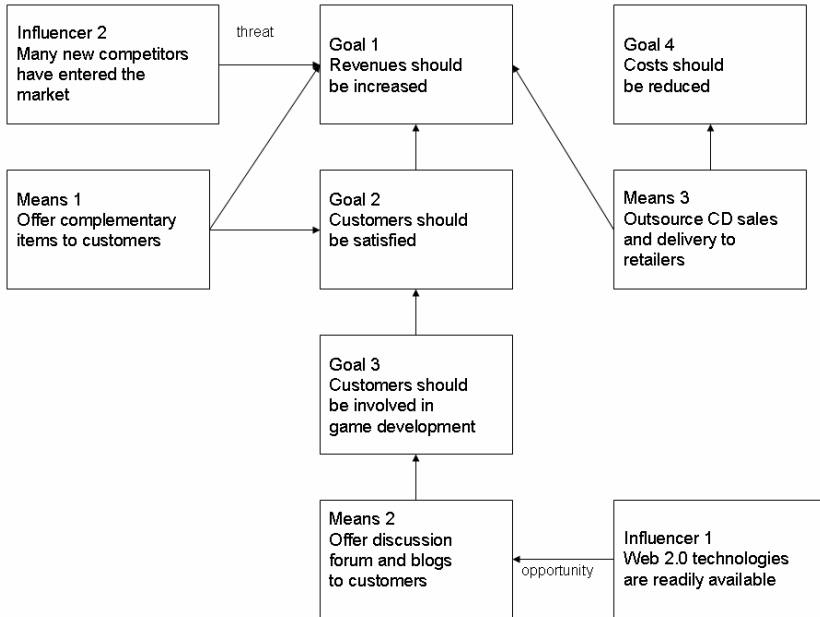 Influencer 2
Many new competitors
have entered the
market
threat
Goal 1
Revenues should
be increased
Goal 4
Costs should
be reduced
Means 1
Offer complementary
items to customers
Goal 2
Customers should
be satisfied
Means 3
Outsource CD sales
and delivery to
retailers
Goal 3
Customers should
be involved in
game development
Means 2
Offer discussion
forum and blogs
to customers
opportunity
Influencer 1
Web 2.0 technologies
are readily available